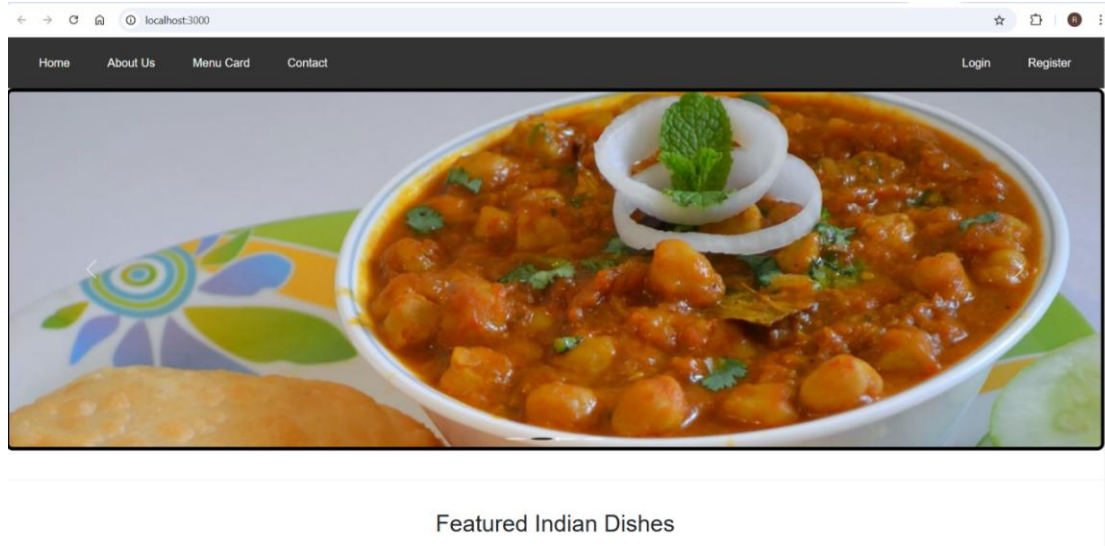 localhost:3000
R
Home About Us Menu Card Contact Login Register
Featured Indian Dishes